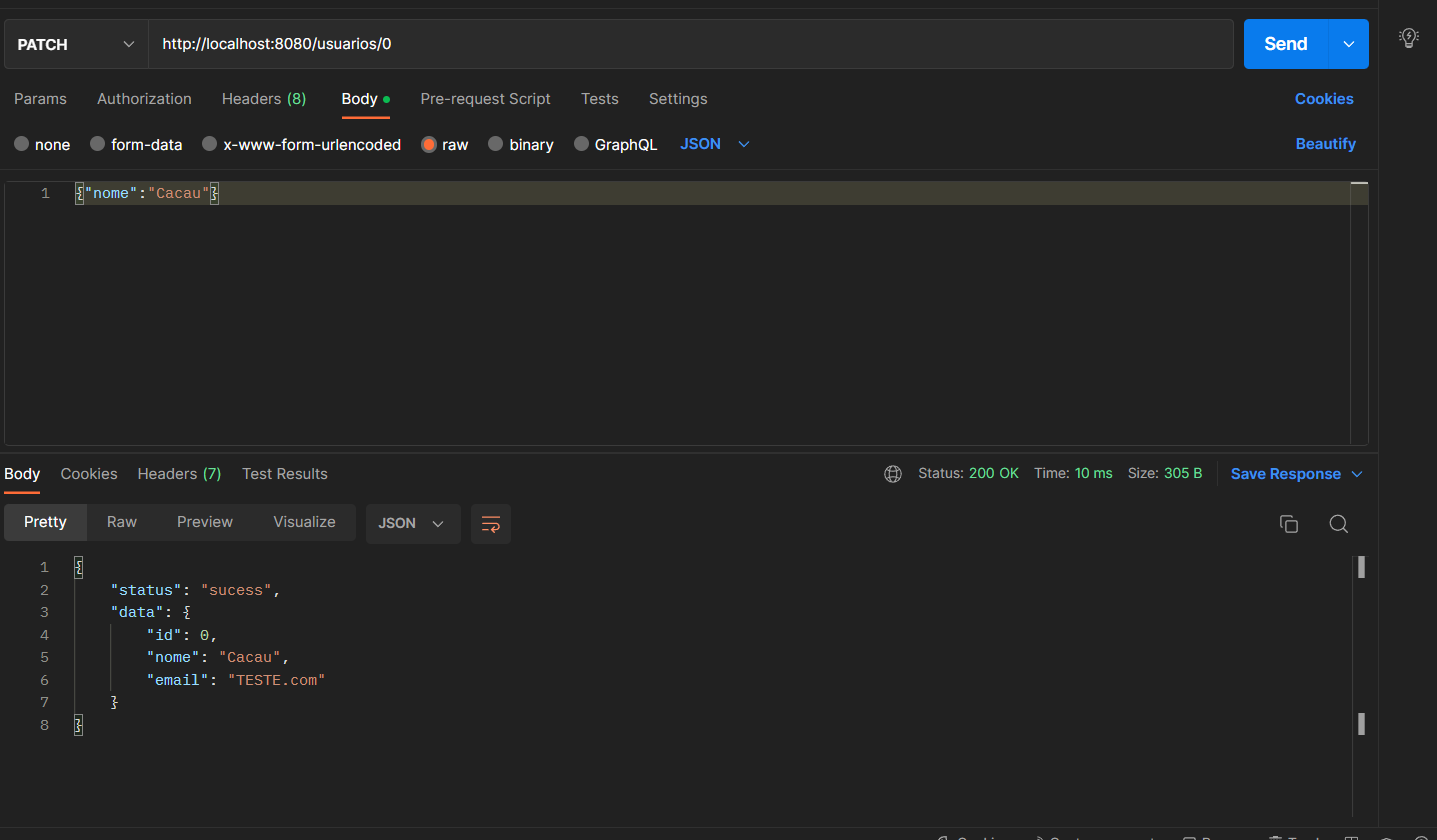 PATCH http://localhost:8080/usuarios/0 Send
Params Authorization Headers (8) Body Pre-request Script Tests Settings Cookies
none form-data x-www-form-urlencoded raw binary GraphQL JSON Beautify
1 {"nome":"Cacau"}
Body Cookies Headers (7) Test Results Status: 200 OK Time: 10 ms Size: 305 B Save Response
Pretty Raw Preview Visualize JSON
1 {
2 "status": "sucess",
3 "data": {
4 "id": 0,
5 "nome": "Cacau",
6 "email": "TESTE.com"
7 }
8 }